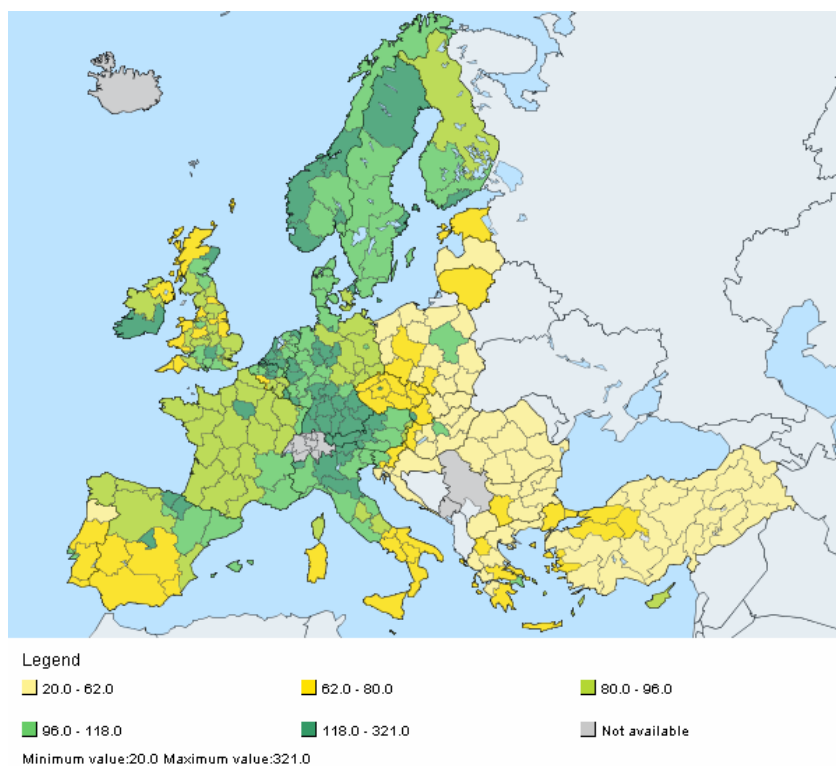 Legend
20.0 - 62.0
62.0 - 80.0
80.0 - 96.0
96.0 - 118.0
118.0 - 321.0
Not available
Minimum value:20.0 Maximum value:321.0